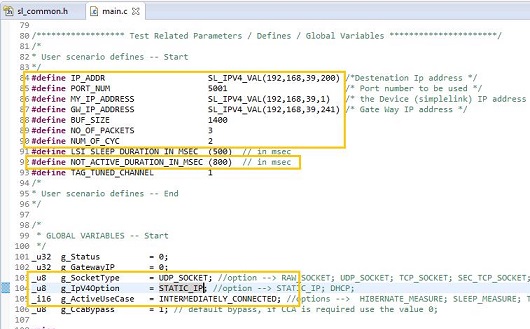 sl_common.h main.c
79
80 /****************** Test Related Parameters / Defines / Global Variables **********************/
81 /*
82 * User scenario defines -- Start
83 */
84 #define IP_ADDR SL_IPV4_VAL(192,168,39,200) /*Destenation Ip address */
85 #define PORT_NUM 5001 /* Port number to be used */
86 #define MY_IP_ADDRESS SL_IPV4_VAL(192,168,39,1) /* the Device (simplelink) IP address
87 #define GW_IP_ADDRESS SL_IPV4_VAL(192,168,39,241) /* Gate Way IP address */
88 #define BUF_SIZE 1400
89 #define NO_OF_PACKETS 3
90 #define NUM_OF_CYC 2
91 #define LSI_SLEEP_DURATION_IN_MSEC (500) // in msec
92 #define NOT_ACTIVE_DURATION_IN_MSEC (800) // in msec
93 #define TAG_TUNED_CHANNEL 1
94 /*
95 * User scenario defines -- End
96 */
97
98 /*
99 * GLOBAL VARIABLES -- Start
100 */
101 _u32 g_Status = 0;
102 _u32 g_GatewayIP = 0;
103 _u8 g_SocketType = UDP_SOCKET; //option --> RAW_SOCKET; UDP_SOCKET; TCP_SOCKET; SEC_TCP_SOCKET;
104 _u8 g_IpV4Option = STATIC_IP; //option --> STATIC_IP; DHCP;
105 _i16 g_ActiveUseCase = INTERMEDIATELY_CONNECTED; //options --> HIBERNATE_MEASURE; SLEEP_MEASURE;
106 _u8 g_CcaBypass = 1; // default bypass, if CCA is required use the value 0;